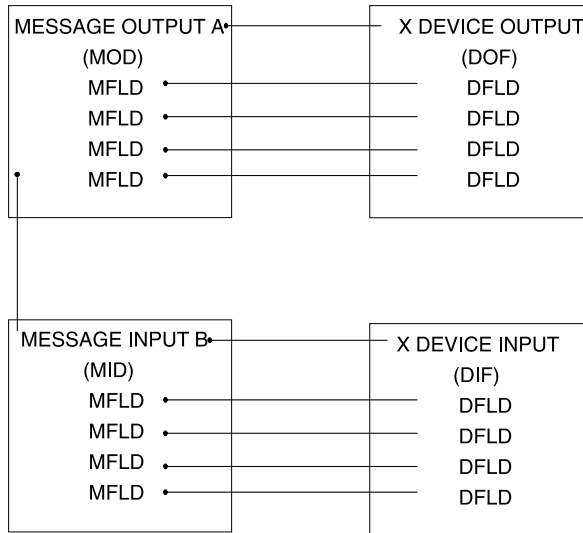 MESSAGE OUTPUT A
(MOD)
MFLD
MFLD
MFLD
MFLD
X DEVICE OUTPUT
(DOF)
DFLD
DFLD
DFLD
DFLD
MESSAGE INPUT B
(MID)
MFLD
MFLD
MFLD
MFLD
X DEVICE INPUT
(DIF)
DFLD
DFLD
DFLD
DFLD